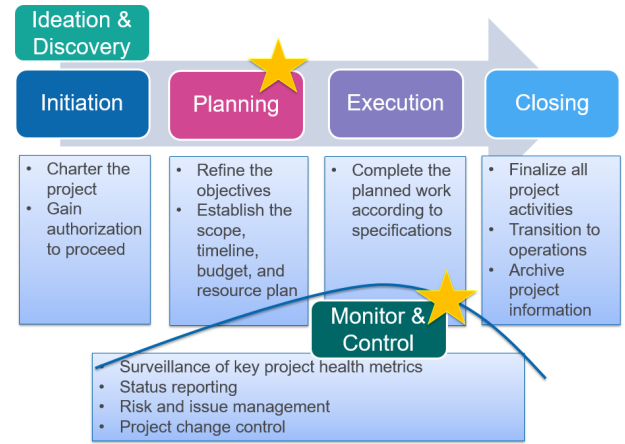 Ideation &
Discovery
Initiation
Planning
Execution
Closing
• Charter the
project
• Gain
authorization
to proceed
• Refine the
objectives
• Establish the
scope,
timeline,
budget, and
resource plan
• Complete the
planned work
according to
specifications
• Finalize all
project
activities
• Transition to
operations
• Archive
project
information
Monitor &
Control
• Surveillance of key project health metrics
• Status reporting
• Risk and issue management
• Project change control